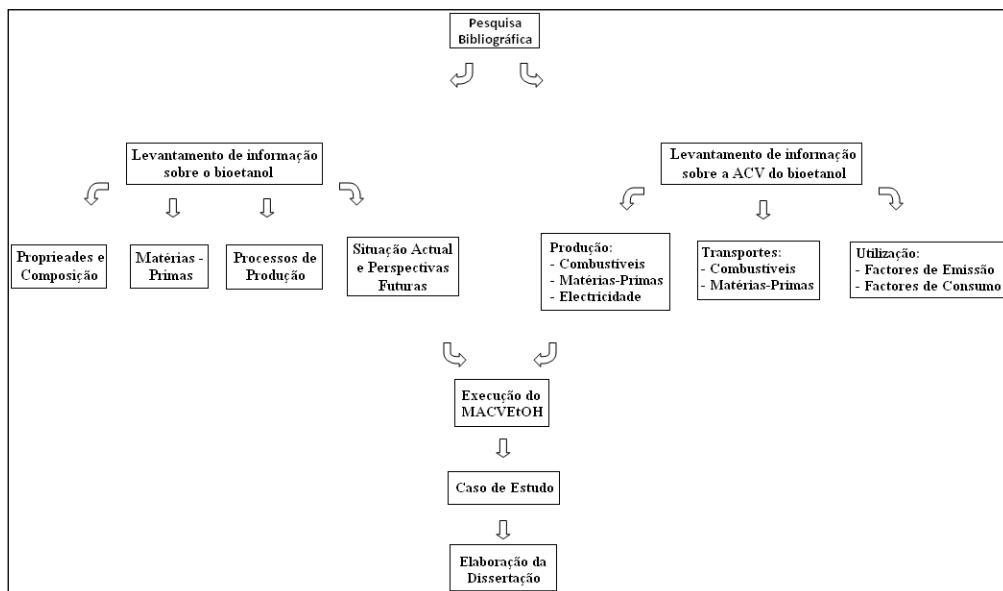 Pesquisa
Bibliográfica
Levantamento de informação
sobre o bioetanol
Levantamento de informação
sobre a ACV do bioetanol
Proprieades e
Composição
Matérias -
Primas
Processos de
Produção
Situação Actual
e Perspectivas
Futuras
Produção:
- Combustíveis
- Matérias-Primas
- Electricidade
Transportes:
- Combustíveis
- Matérias-Primas
Utilização:
- Factores de Emissão
- Factores de Consumo
Execução do
MACVEtOH
Caso de Estudo
Elaboração da
Dissertação